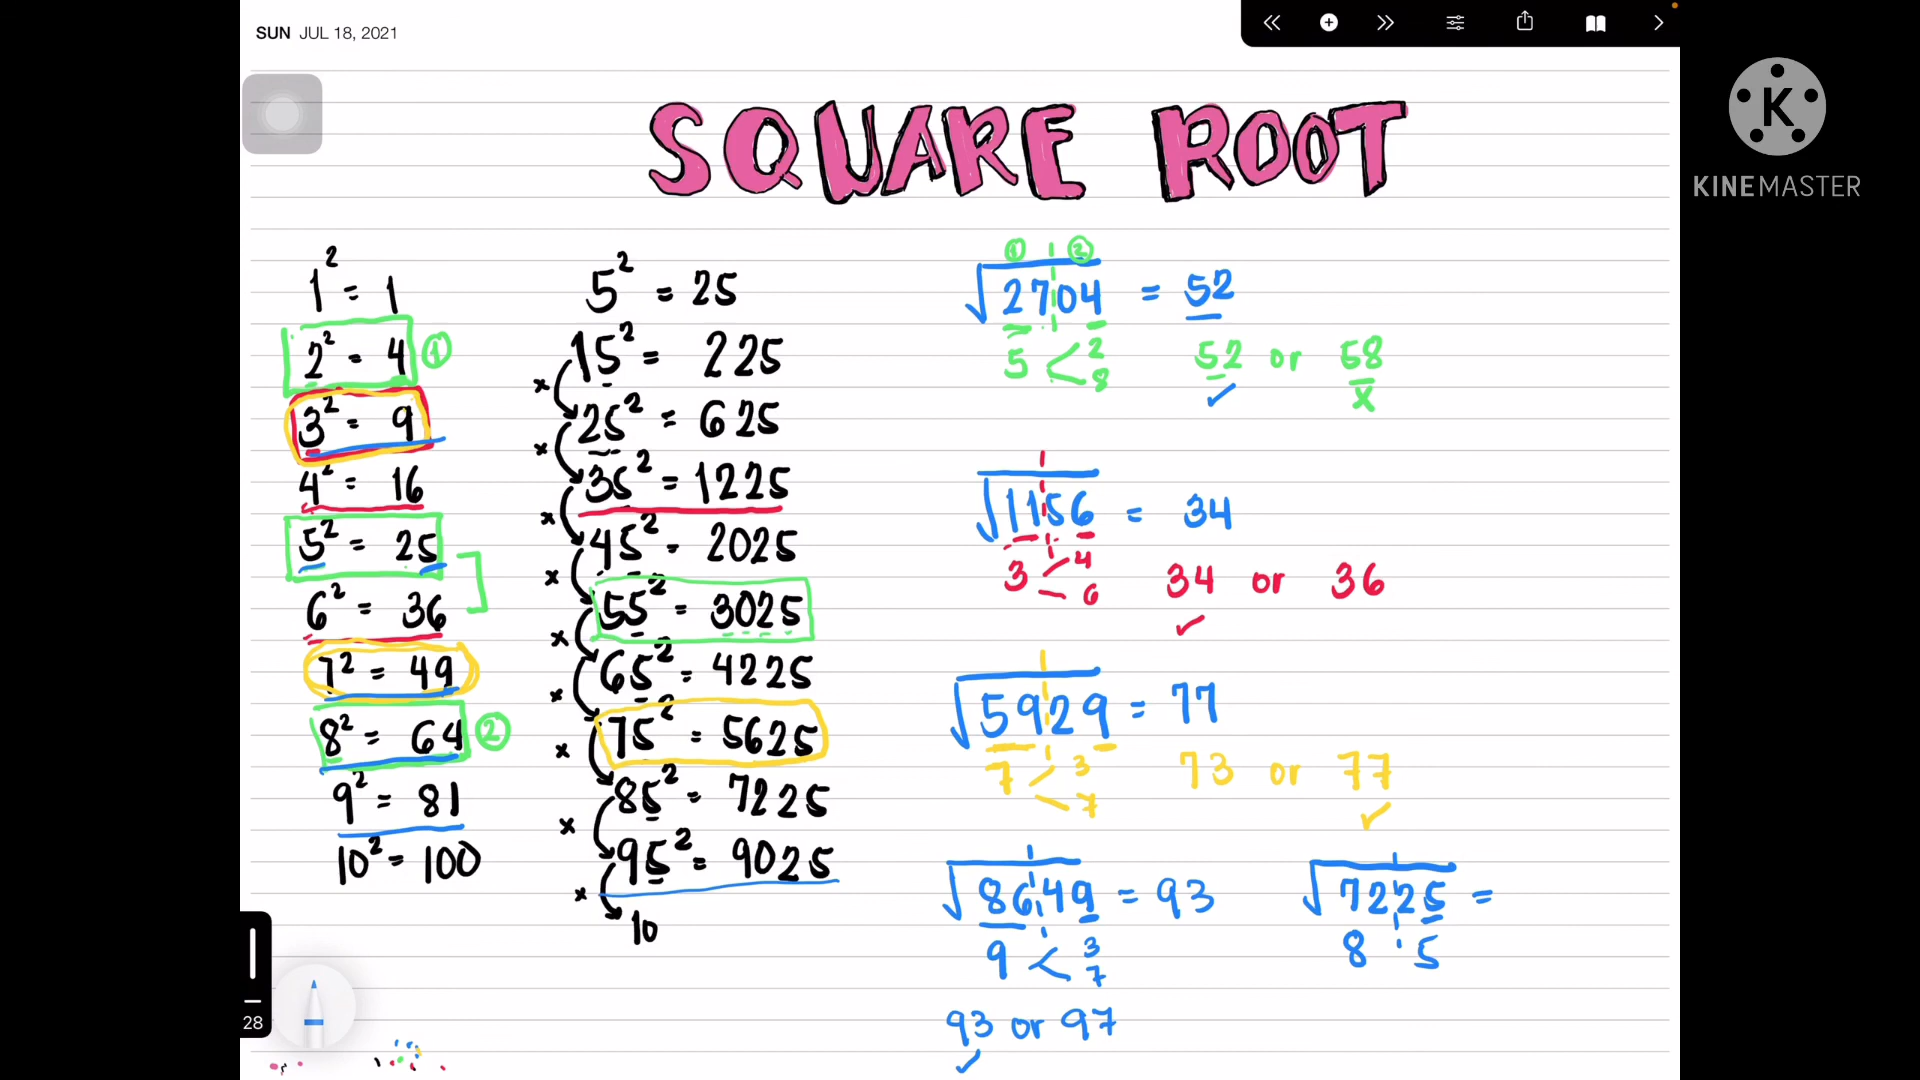 SUN JUL 18, 2021
K
KINEMASTER
SQUARE ROOT
1² = 1
2² = 4 ①
3² = 9
4² = 16
5² = 25
6² = 36
7² = 49
8² = 64 ②
9² = 81
10² = 100
5² = 25
15² = 225
x
25² = 625
x
35² = 1225
x
45² = 2025
x
55² = 3025
x
65² = 4225
x
75² = 5625
x
85² = 7225
x
95² = 9025
x
10
① ②
√2704 = 52
5 < 2 8 52 or 58
✓ x
√1156 = 34
3 < 4 6 34 or 36
✓
√5929 = 77
7 < 3 7 73 or 77
✓
√8649 = 93
9 < 3 7
93 or 97
✓
√7225 =
8 5
28